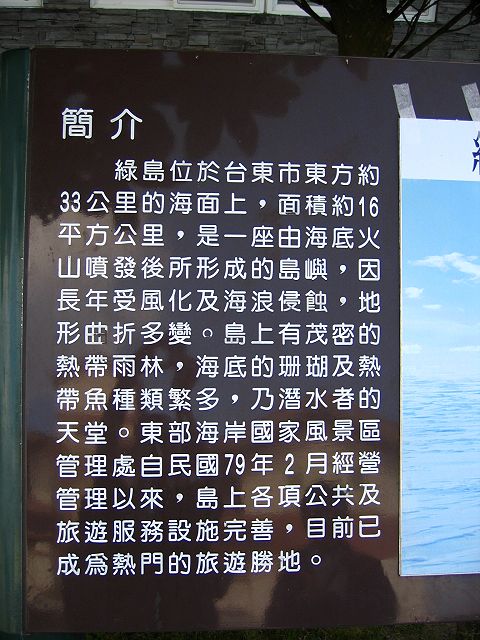 簡介
綠島位於台東市東方約
33公里的海面上，面積約16
平方公里，是一座由海底火
山噴發後所形成的島嶼，因
長年受風化及海浪侵蝕，地
形曲折多變。島上有茂密的
熱帶雨林，海底的珊瑚及熱
帶魚種類繁多，乃潛水者的
天堂。東部海岸國家風景區
管理處自民國79年2月經營
管理以來，島上各項公共及
旅遊服務設施完善，目前已
成為熱門的旅遊勝地。